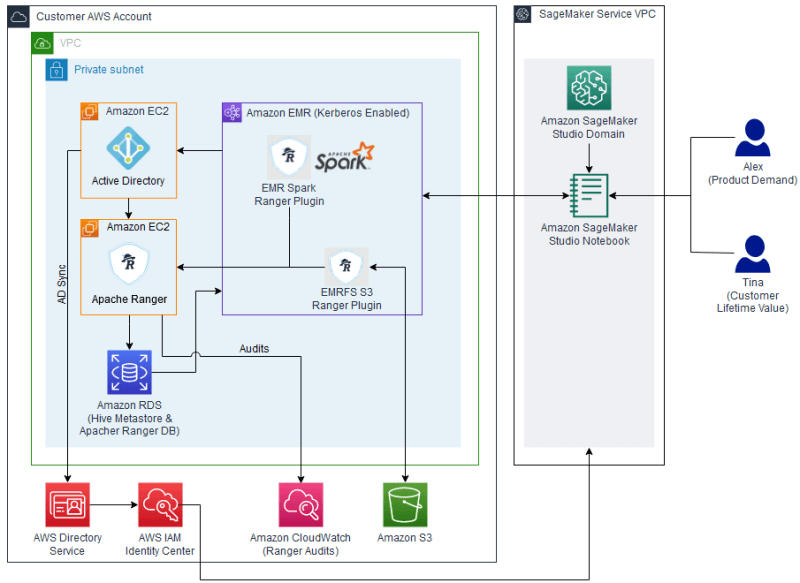 Customer AWS Account
SageMaker Service VPC
VPC
Private subnet
Amazon EC2
Active Directory
Amazon EMR (Kerberos Enabled)
APACHE
Spark
EMR Spark
Ranger Plugin
Amazon SageMaker
Studio Domain
Alex
(Product Demand)
Amazon SageMaker
Studio Notebook
Amazon EC2
Apache Ranger
EMRFS S3
Ranger Plugin
Tina
(Customer
Lifetime Value)
AD Sync
Audits
Amazon RDS
(Hive Metastore &
Apacher Ranger DB)
AWS Directory
Service
AWS IAM
Identity Center
Amazon CloudWatch
(Ranger Audits)
Amazon S3